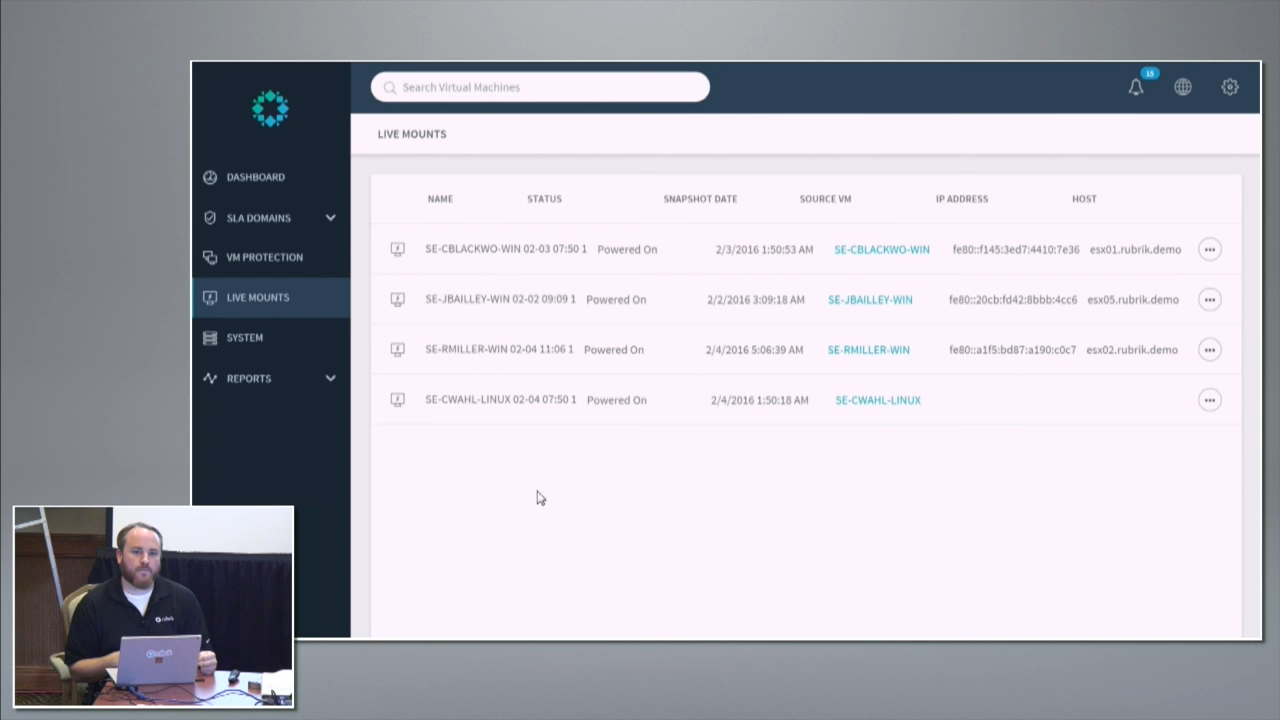 Search Virtual Machines
15
LIVE MOUNTS
DASHBOARD
SLA DOMAINS
VM PROTECTION
LIVE MOUNTS
SYSTEM
REPORTS
NAME STATUS SNAPSHOT DATE SOURCE VM IP ADDRESS HOST
SE-CBLACKWO-WIN 02-03 07:50 1 Powered On 2/3/2016 1:50:53 AM SE-CBLACKWO-WIN fe80::f145:3ed7:4410:7e36 esx01.rubrik.demo
SE-JBAILLEY-WIN 02-02 09:09 1 Powered On 2/2/2016 3:09:18 AM SE-JBAILLEY-WIN fe80::20cb:fd42:8bbb:4cc6 esx05.rubrik.demo
SE-RMILLER-WIN 02-04 11:06 1 Powered On 2/4/2016 5:06:39 AM SE-RMILLER-WIN fe80::a1f5:bd87:a190:c0c7 esx02.rubrik.demo
SE-CWAHL-LINUX 02-04 07:50 1 Powered On 2/4/2016 1:50:18 AM SE-CWAHL-LINUX